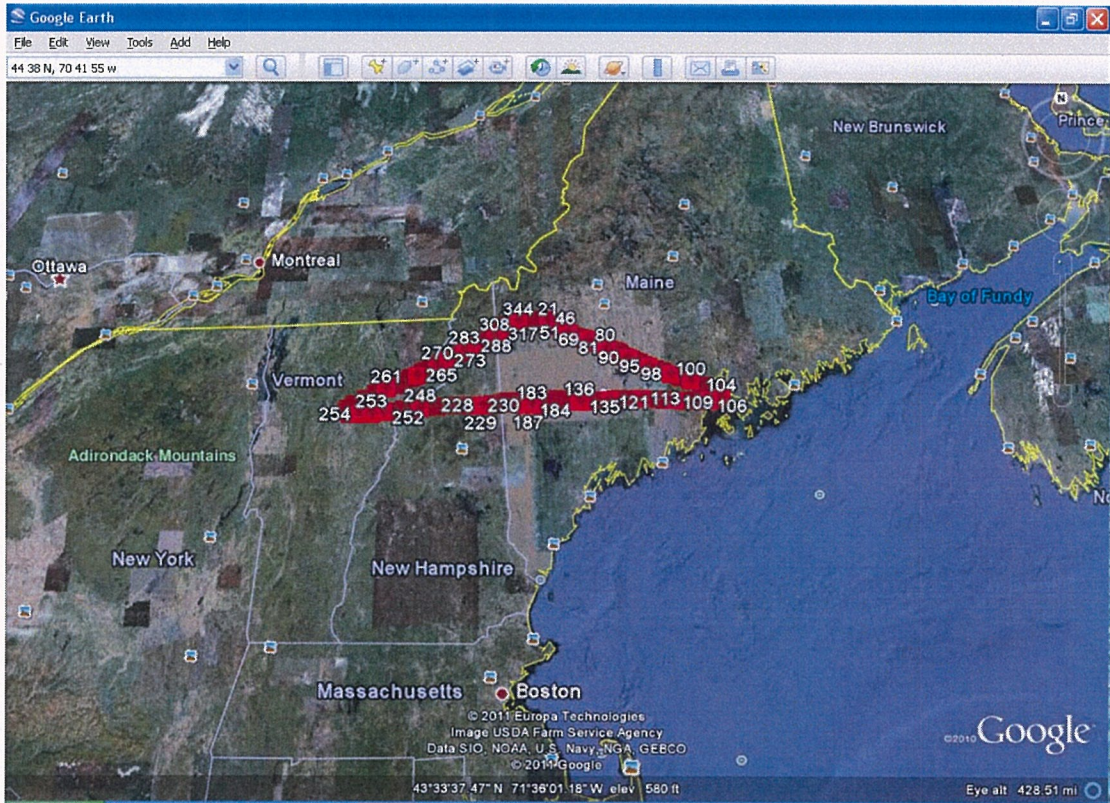 Google Earth
File Edit View Tools Add Help
44 38 N, 70 41 55 w
N
New Brunswick
Prince
Ottawa
Montreal
Maine
Bay of Fundy
344 21
308 46
317 51 69 80
283 288 81
270 273 90
95 98 100
261 265 104
Vermont
253 248 183 136
254 252 228 230 184 135 121 113 109 106
229 187
Adirondack Mountains
New York
New Hampshire
No
Massachusetts
Boston
© 2011 Europa Technologies
Image USDA Farm Service Agency
Data SIO, NOAA, U.S. Navy, NGA, GEBCO
© 2011 Google
©2010 Google
43°33'37.47" N 71°36'01.18" W elev 580 ft
Eye alt 428.51 mi